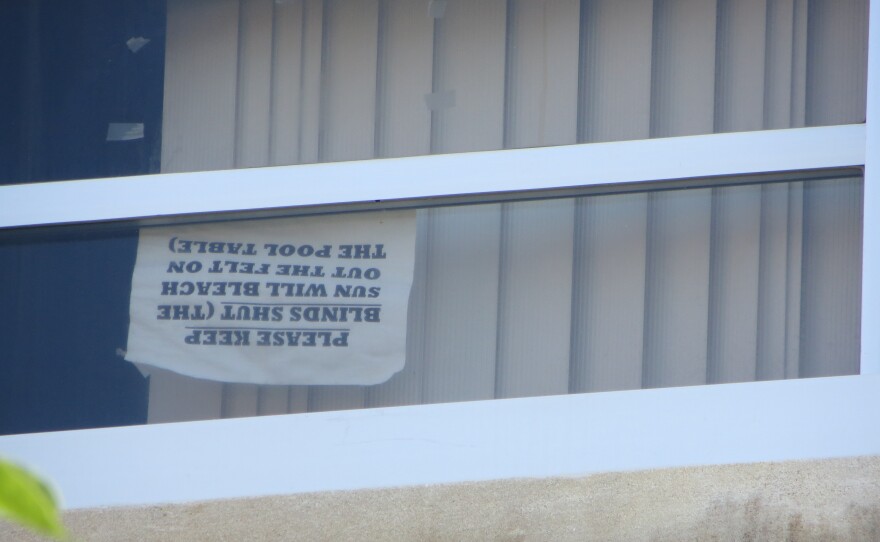 PLEASE KEEP
BLINDS SHUT (THE
SUN WILL BLEACH
OUT THE FELT ON
THE POOL TABLE)